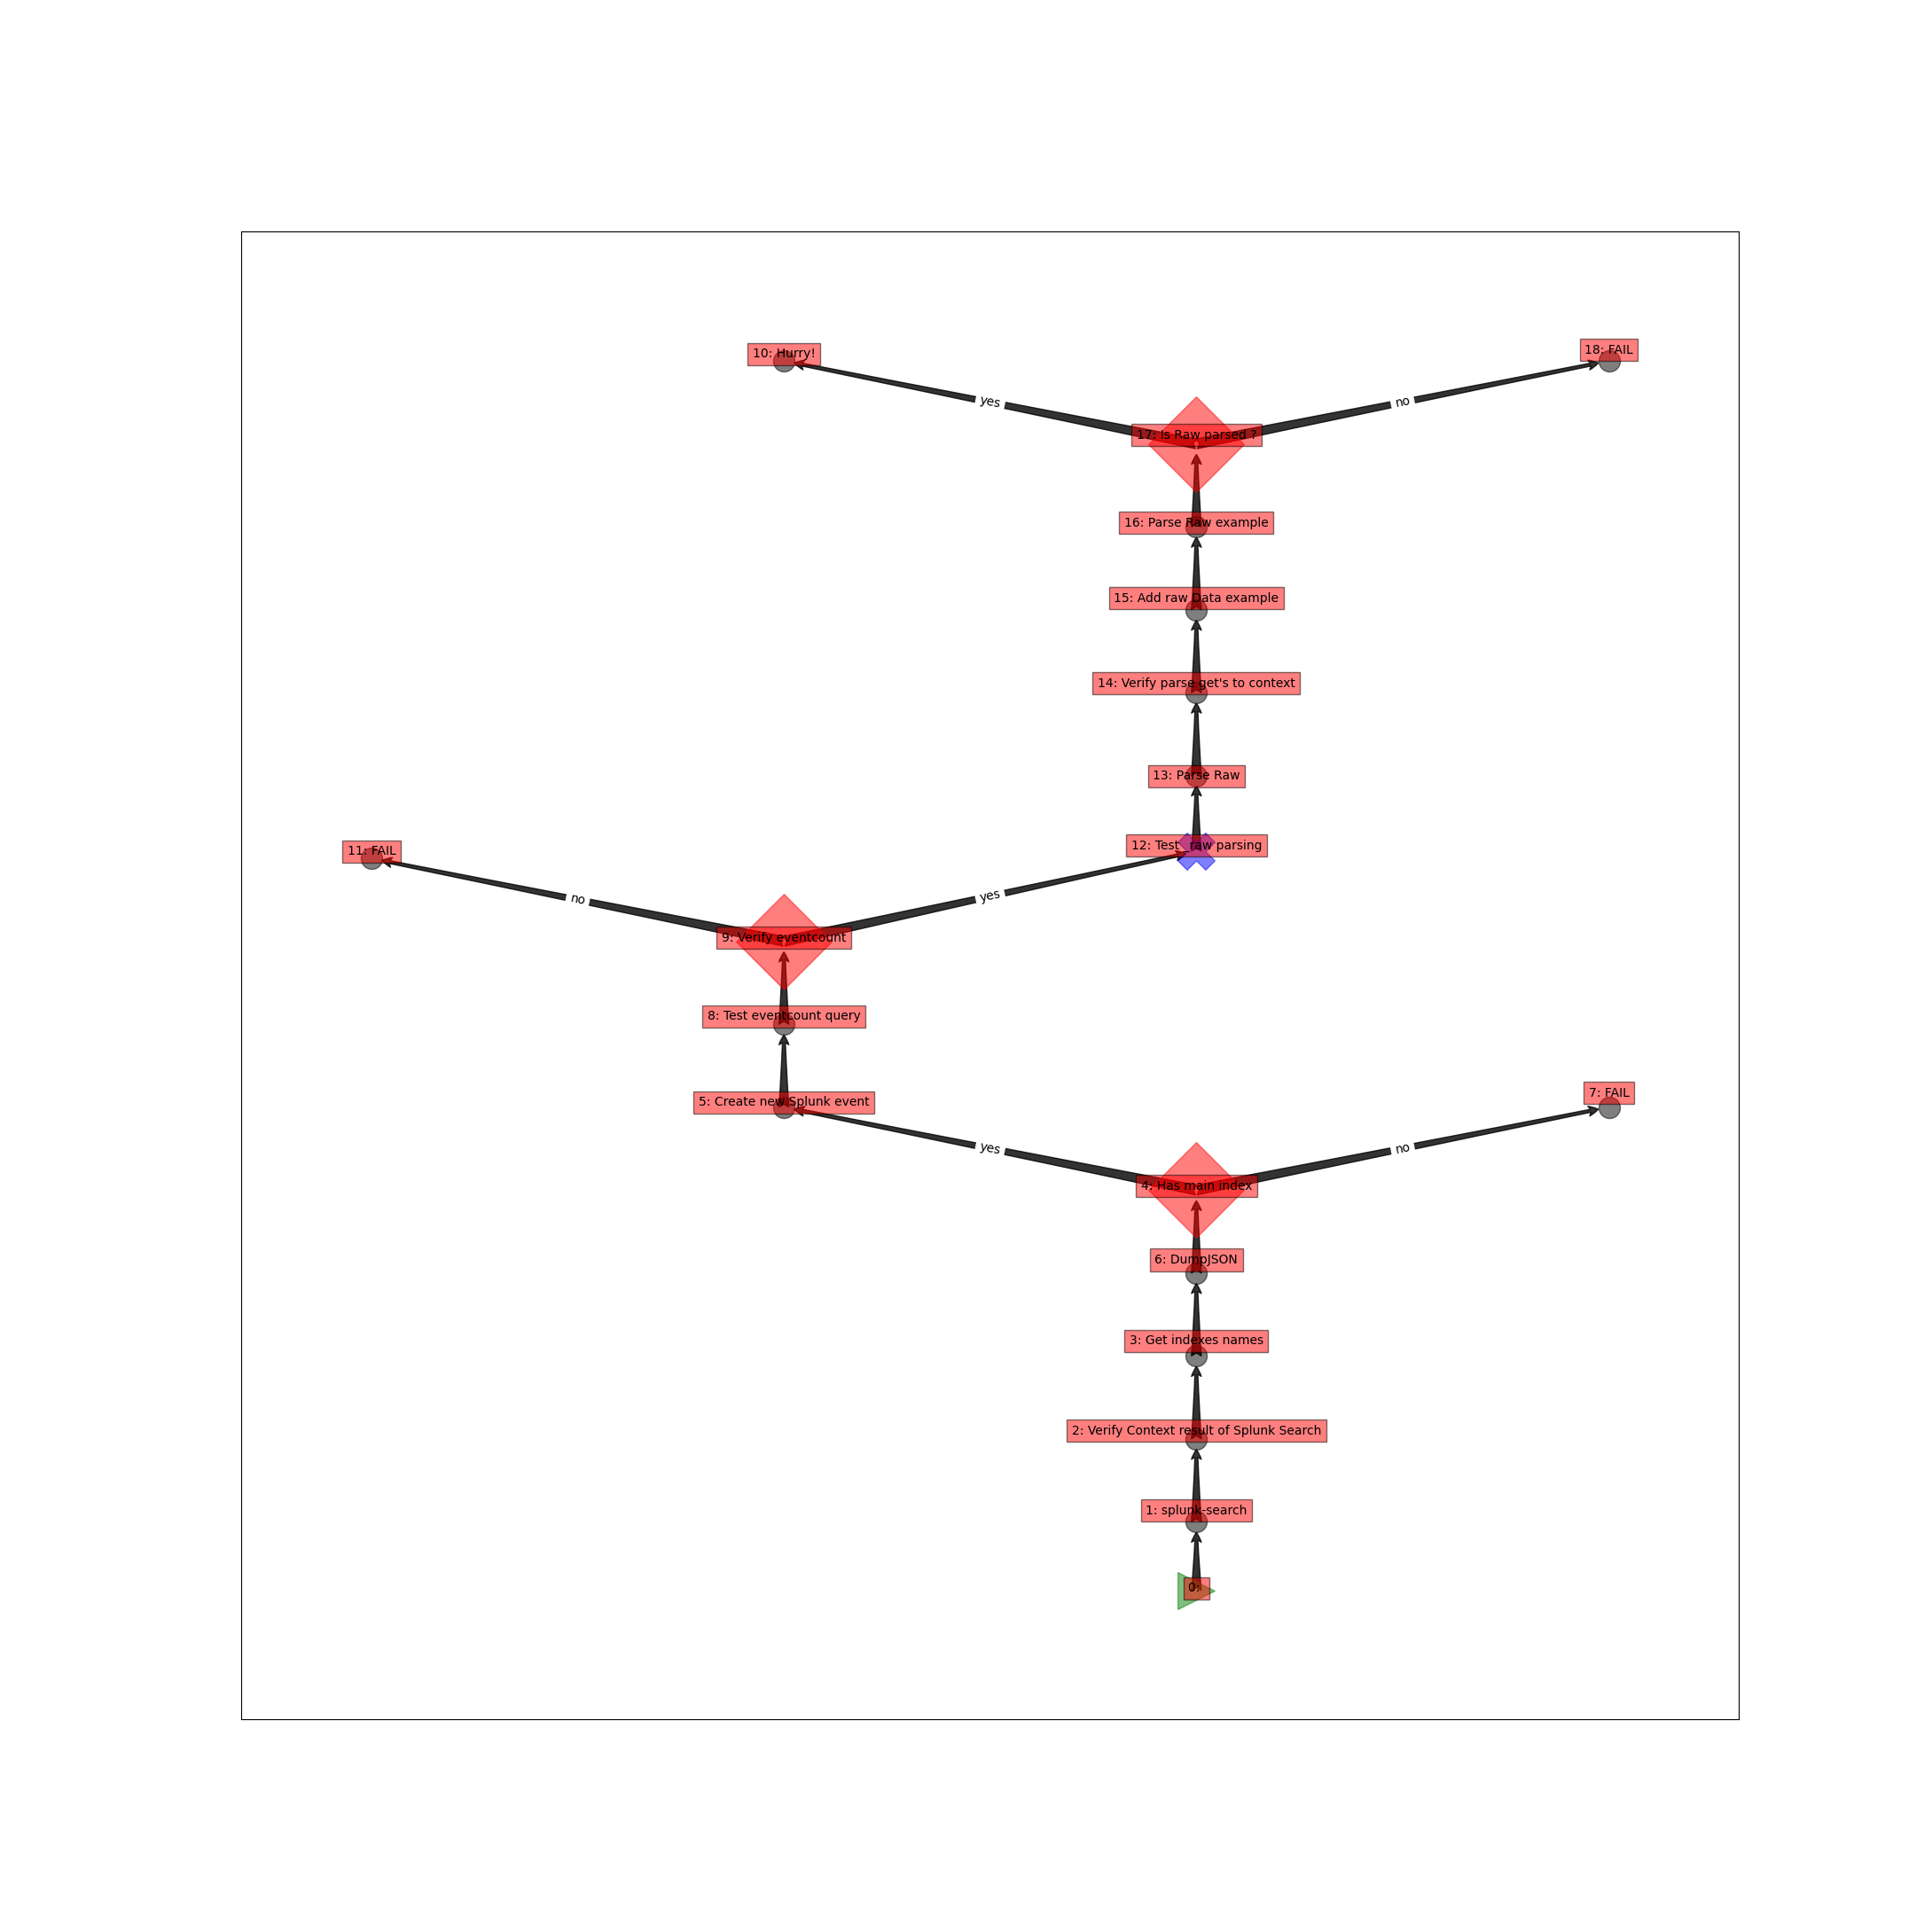 10: Hurry!
18: FAIL
yes
no
17: Is Raw parsed ?
16: Parse Raw example
15: Add raw Data example
14: Verify parse get's to context
13: Parse Raw
12: Test _raw parsing
11: FAIL
no
yes
9: Verify eventcount
8: Test eventcount query
5: Create new Splunk event
7: FAIL
yes
no
4: Has main index
6: DumpJSON
3: Get indexes names
2: Verify Context result of Splunk Search
1: splunk-search
0: